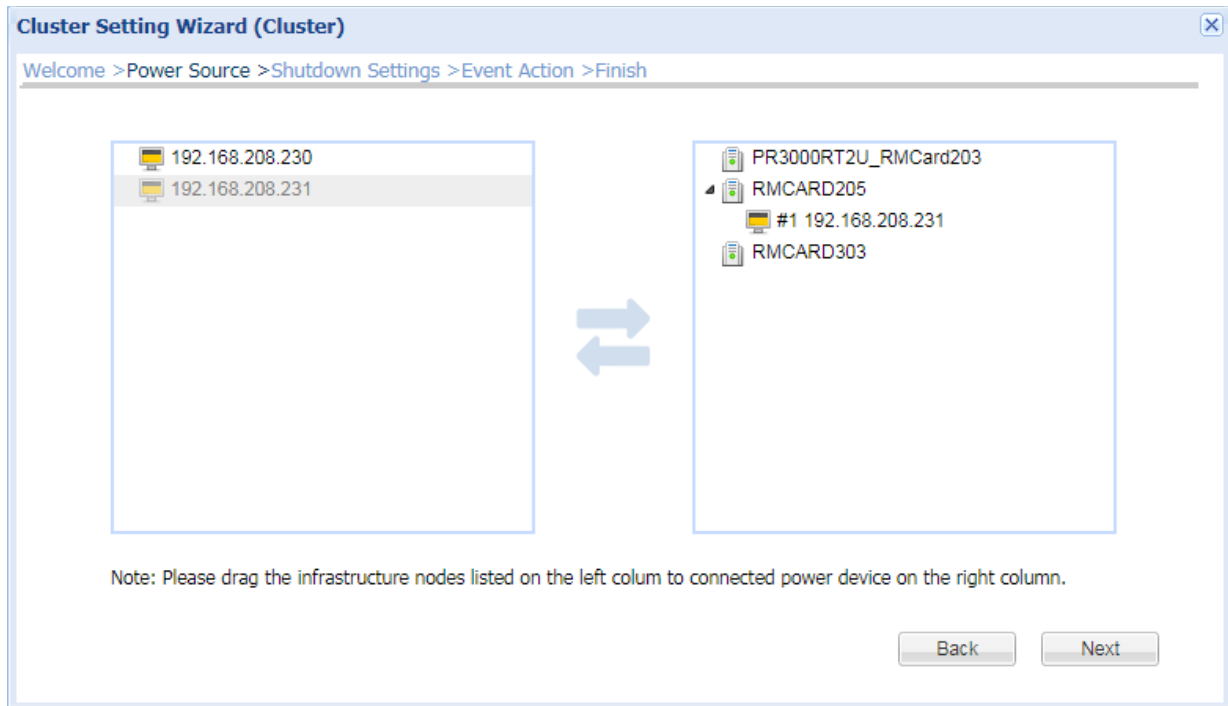 Cluster Setting Wizard (Cluster)
Welcome >Power Source >Shutdown Settings >Event Action >Finish
192.168.208.230
192.168.208.231
PR3000RT2U_RMCard203
RMCARD205
#1 192.168.208.231
RMCARD303
Note: Please drag the infrastructure nodes listed on the left colum to connected power device on the right column.
Back
Next